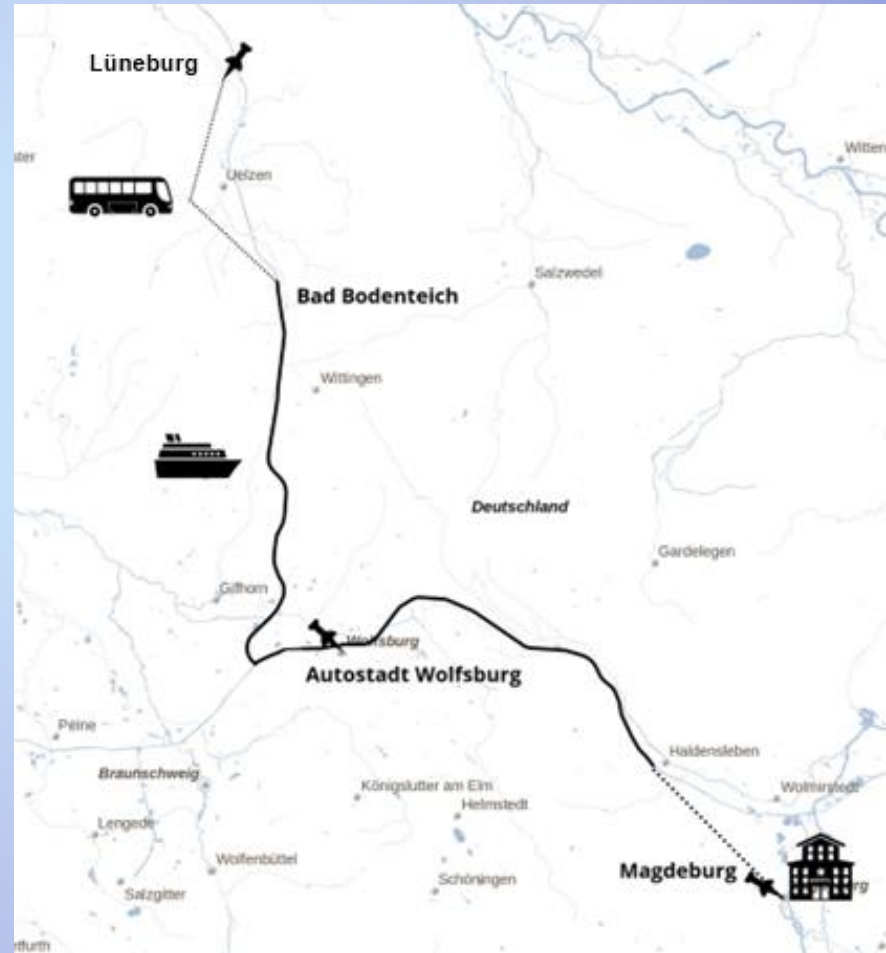 Lüneburg
Uelzen
Bad Bodenteich
Salzwedel
Wittingen
Deutschland
Gardelegen
Gifhorn
Wolfsburg
Autostadt Wolfsburg
Peine
Braunschweig
Haldensleben
Königslutter am Elm
Wolmirstedt
Helmstedt
Lengede
Wolfenbüttel
Magdeburg
Schöningen
Salzgitter